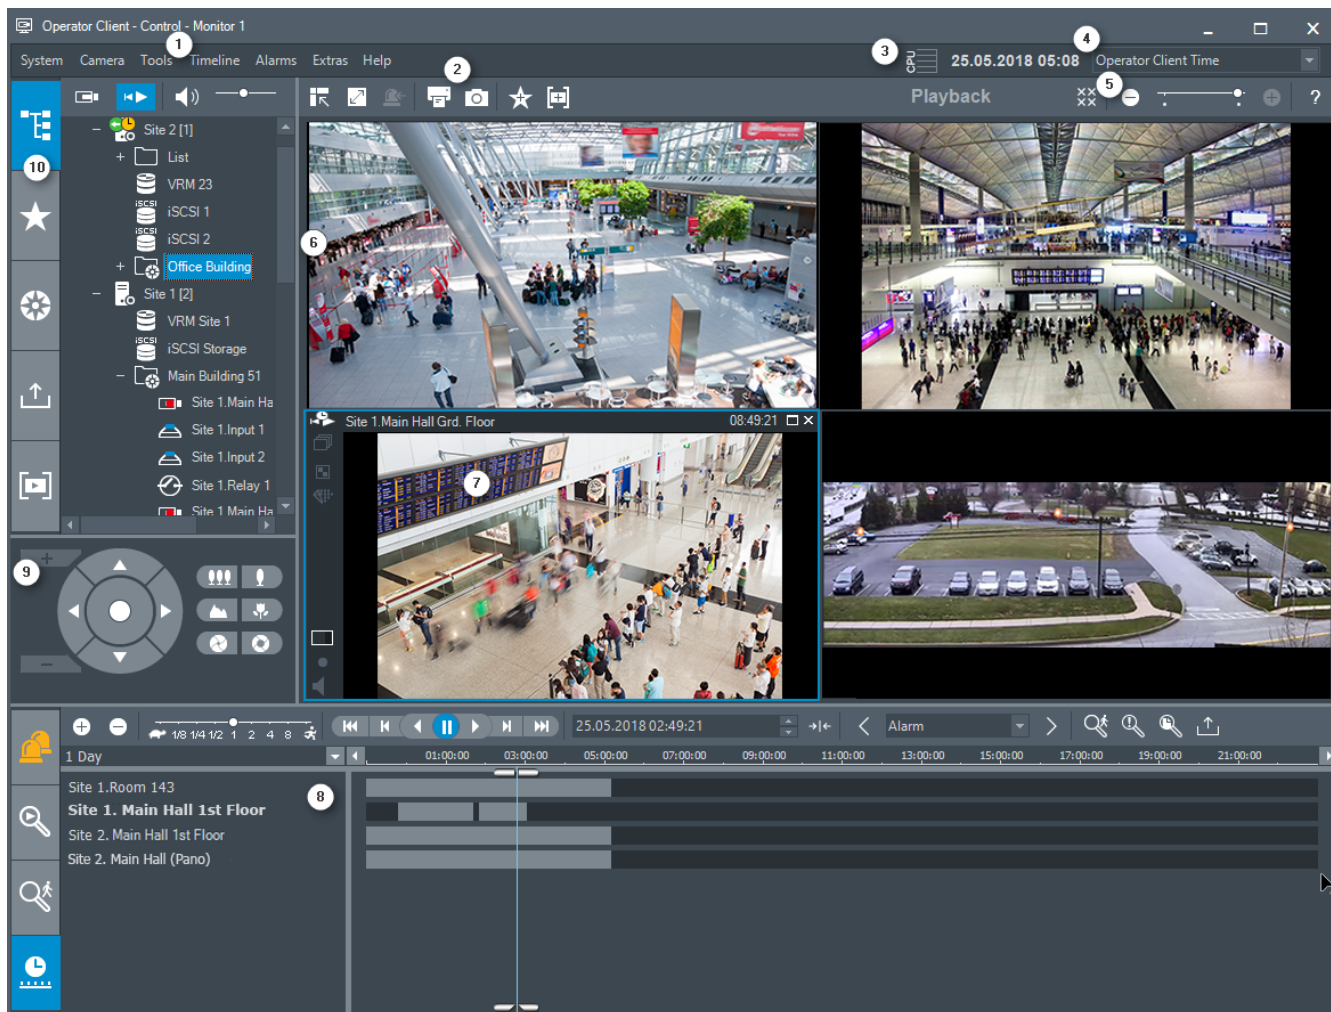 Operator Client - Control - Monitor 1
1
System Camera Tools Timeline Alarms Extras Help
2
3
CPU
25.05.2018 05:08
4
Operator Client Time
Playback
5
?
Site 2 [1]
List
VRM 23
iSCSI
iSCSI 1
iSCSI
iSCSI 2
Office Building
Site 1 [2]
VRM Site 1
iSCSI
iSCSI Storage
Main Building 51
Site 1.Main Ha
Site 1.Input 1
Site 1.Input 2
Site 1.Relay 1
Site 1.Main Ha
10
6
Site 1.Main Hall Grd. Floor
08:49:21
7
9
1/8 1/4 1/2 1 2 4 8
25.05.2018 02:49:21
Alarm
1 Day
01:00:00 03:00:00 05:00:00 07:00:00 09:00:00 11:00:00 13:00:00 15:00:00 17:00:00 19:00:00 21:00:00
Site 1.Room 143
8
Site 1. Main Hall 1st Floor
Site 2. Main Hall 1st Floor
Site 2. Main Hall (Pano)